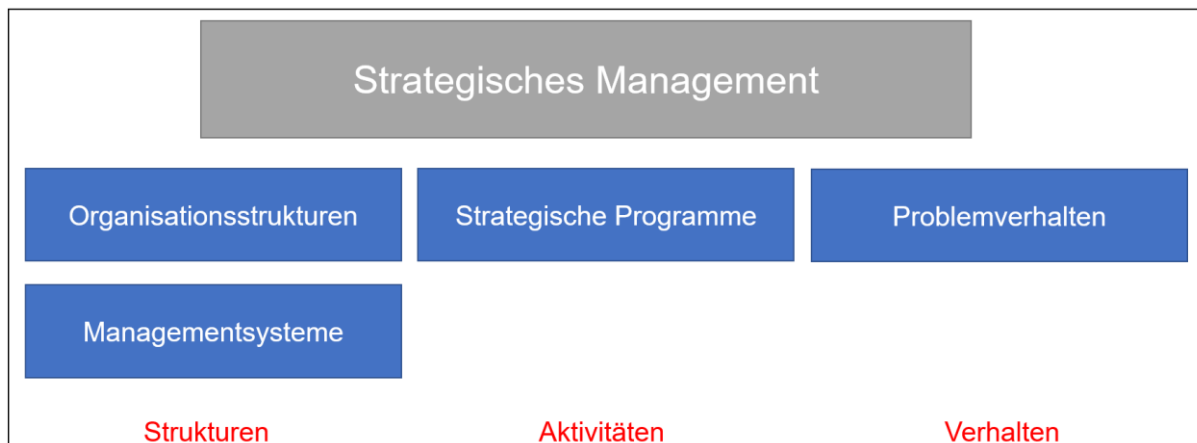 Strategisches Management
Organisationsstrukturen
Strategische Programme
Problemverhalten
Managementsysteme
Strukturen
Aktivitäten
Verhalten